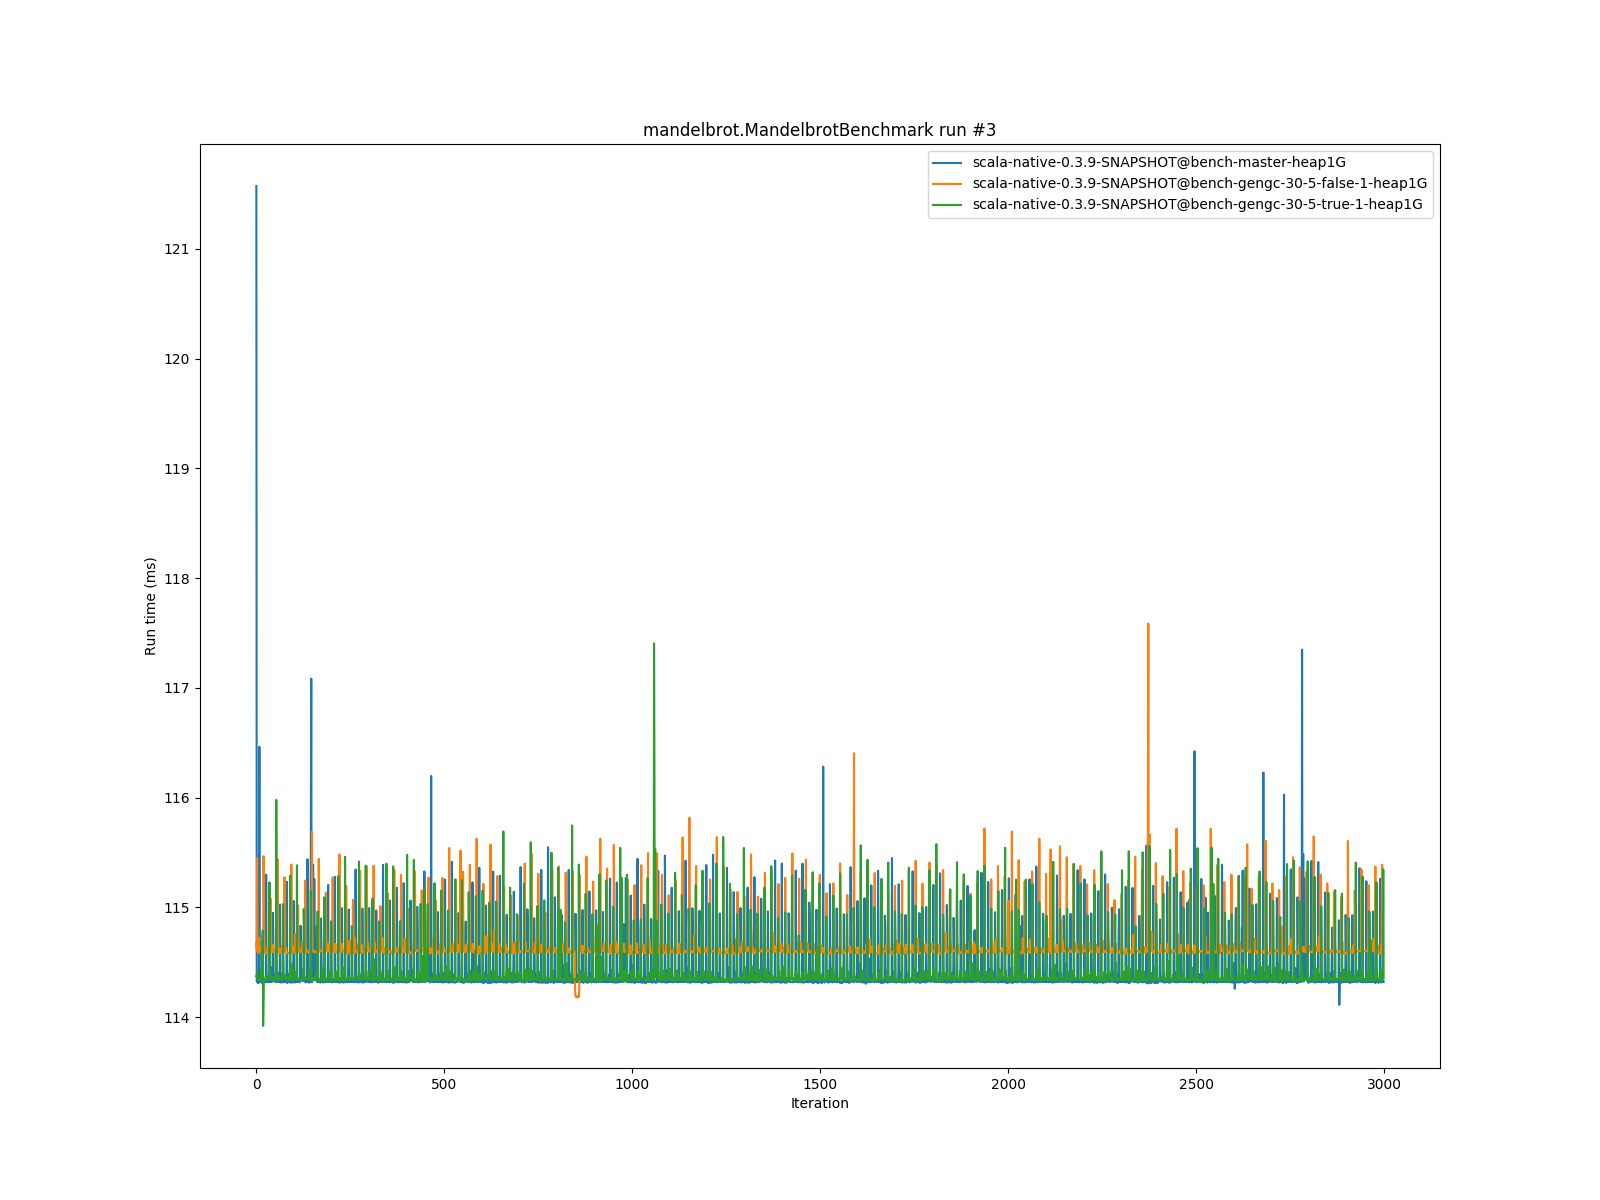 mandelbrot.MandelbrotBenchmark run #3
scala-native-0.3.9-SNAPSHOT@bench-master-heap1G
scala-native-0.3.9-SNAPSHOT@bench-gengc-30-5-false-1-heap1G
scala-native-0.3.9-SNAPSHOT@bench-gengc-30-5-true-1-heap1G
121
120
119
118
117
116
115
114
Run time (ms)
0 500 1000 1500 2000 2500 3000
Iteration